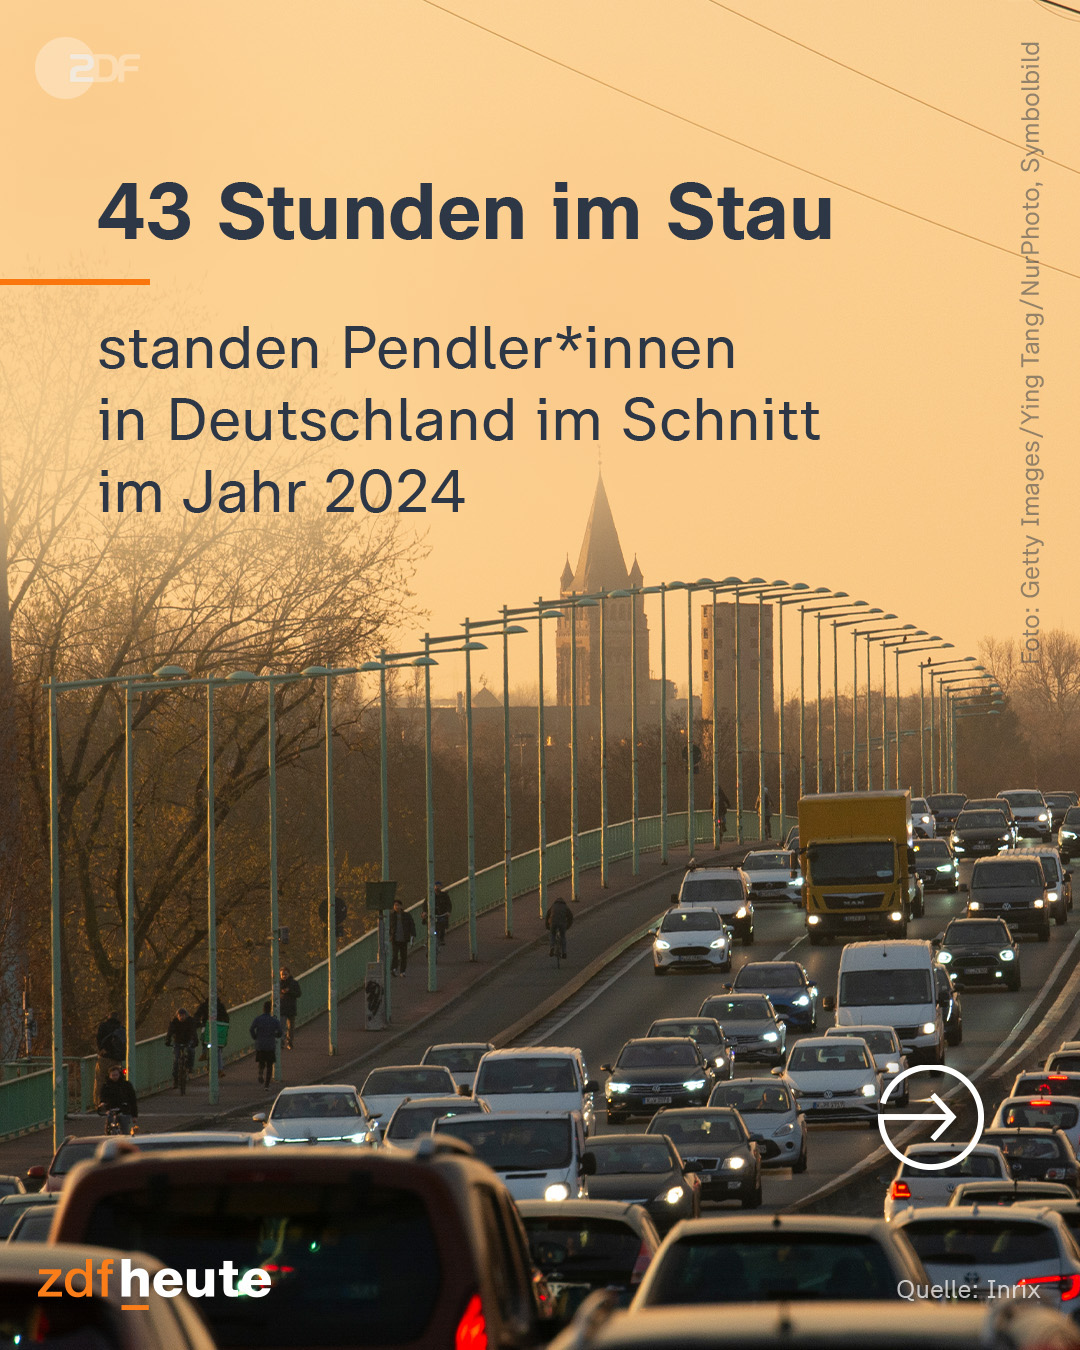 ZDF
43 Stunden im Stau
standen Pendler*innen
in Deutschland im Schnitt
im Jahr 2024
Foto: Getty Images/Ying Tang/NurPhoto, Symbolbild
zdfheute
Quelle: Inrix